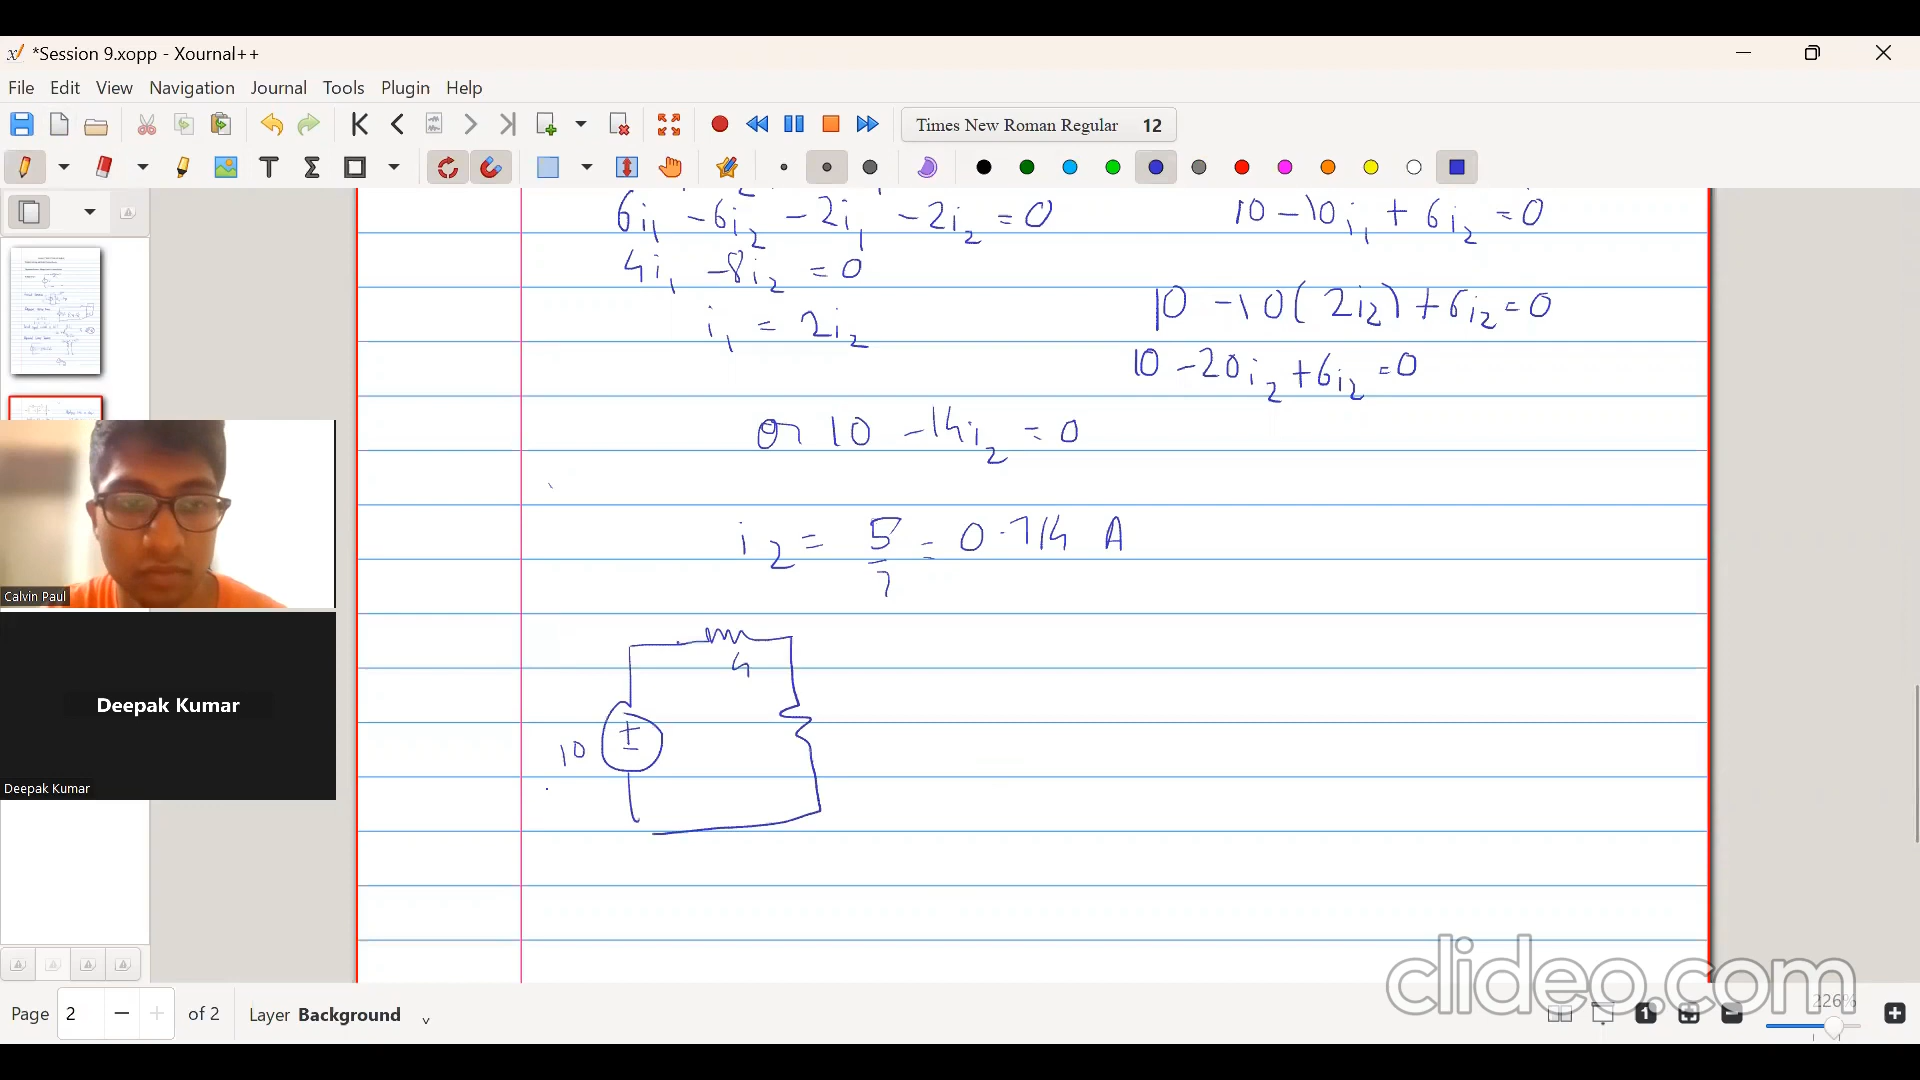 *Session 9.xopp - Xournal++
File Edit View Navigation Journal Tools Plugin Help
Times New Roman Regular 12
6i₁ -6i₂ -2i₁ -2i₂ =0
10 -10i₁ + 6i₂ =0
4i₁ -8i₂ =0
10 -10(2i₂)+6i₂=0
i₁ = 2i₂
10 -20i₂+6i₂=0
or 10 -14i₂ =0
i₂ = 5/7 = 0.714 A
4
10
+
-
Calvin Paul
Deepak Kumar
Deepak Kumar
clideo.com
Page 2 of 2 Layer Background
226%